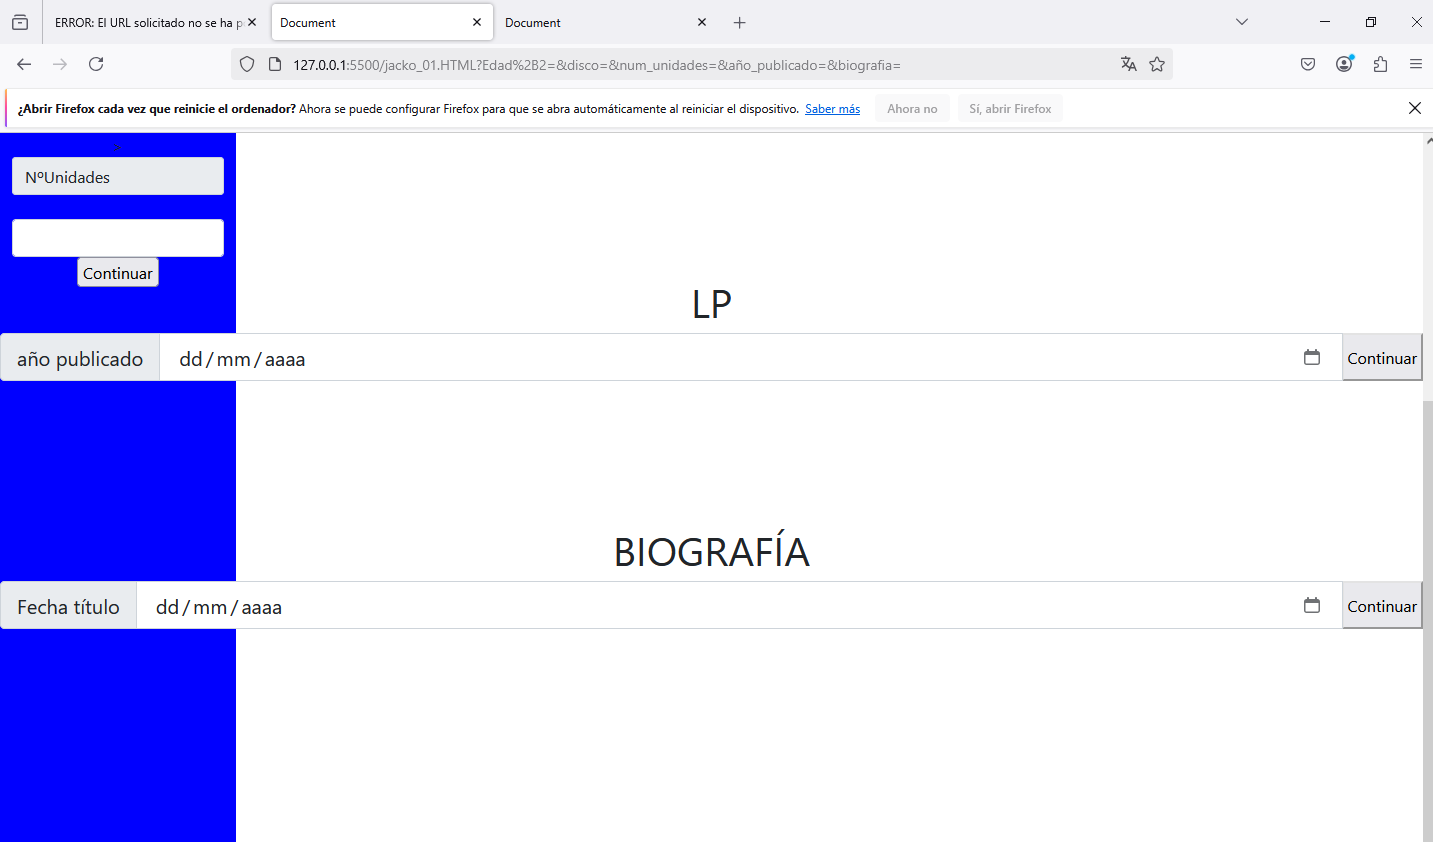 ERROR: El URL solicitado no se ha p
Document
Document
127.0.0.1:5500/jacko_01.HTML?Edad%2B2=&disco=&num_unidades=&año_publicado=&biografia=
¿Abrir Firefox cada vez que reinicie el ordenador? Ahora se puede configurar Firefox para que se abra automáticamente al reiniciar el dispositivo. Saber más
Ahora no
Sí, abrir Firefox
NºUnidades
Continuar
LP
año publicado
dd/mm/aaaa
Continuar
BIOGRAFÍA
Fecha título
dd/mm/aaaa
Continuar